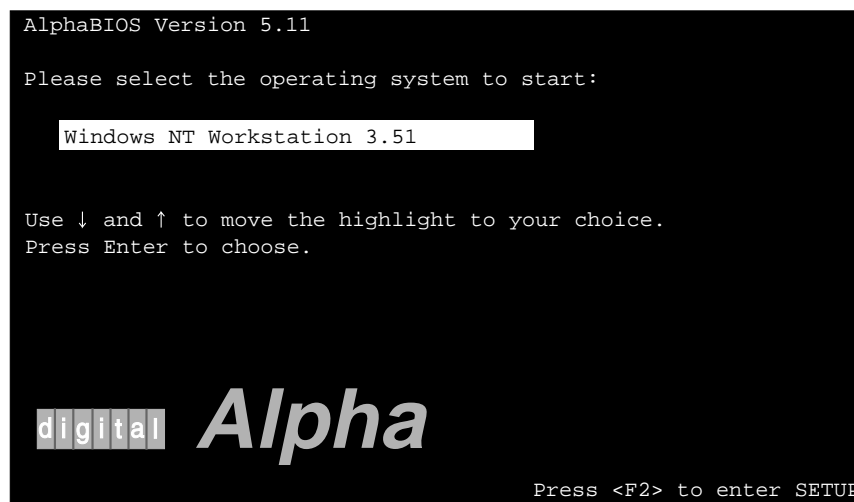 AlphaBIOS Version 5.11
Please select the operating system to start:
Windows NT Workstation 3.51
Use ↓ and ↑ to move the highlight to your choice.
Press Enter to choose.
digital Alpha
Press <F2> to enter SETUP